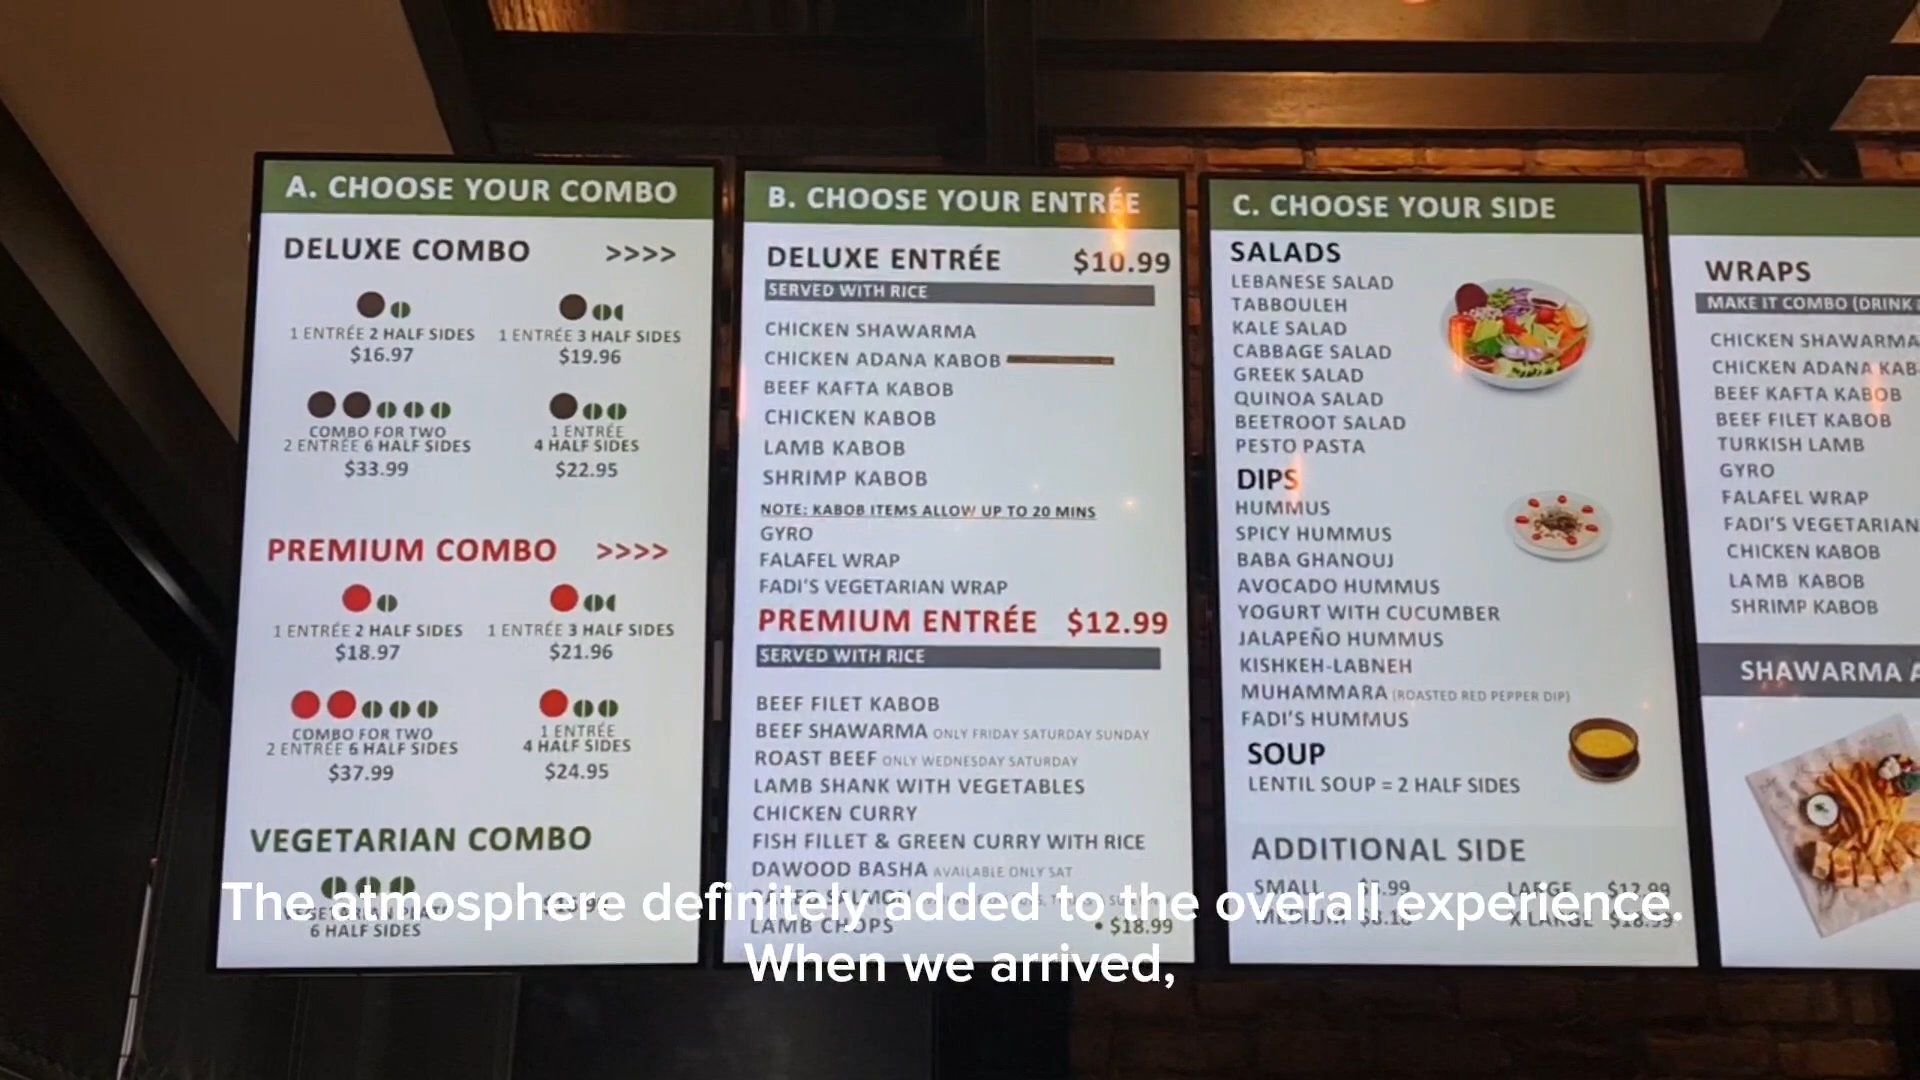 A. CHOOSE YOUR COMBO
DELUXE COMBO >>>>
1 ENTRÉE 2 HALF SIDES
$16.97
1 ENTRÉE 3 HALF SIDES
$19.96
COMBO FOR TWO
2 ENTRÉE 6 HALF SIDES
$33.99
1 ENTRÉE
4 HALF SIDES
$22.95
PREMIUM COMBO >>>>
1 ENTRÉE 2 HALF SIDES
$18.97
1 ENTRÉE 3 HALF SIDES
$21.96
COMBO FOR TWO
2 ENTRÉE 6 HALF SIDES
$37.99
1 ENTRÉE
4 HALF SIDES
$24.95
VEGETARIAN COMBO
VEGETARIAN PLATE
6 HALF SIDES
B. CHOOSE YOUR ENTRÉE
DELUXE ENTRÉE $10.99
SERVED WITH RICE
CHICKEN SHAWARMA
CHICKEN ADANA KABOB
BEEF KAFTA KABOB
CHICKEN KABOB
LAMB KABOB
SHRIMP KABOB
NOTE: KABOB ITEMS ALLOW UP TO 20 MINS
GYRO
FALAFEL WRAP
FADI'S VEGETARIAN WRAP
PREMIUM ENTRÉE $12.99
SERVED WITH RICE
BEEF FILET KABOB
BEEF SHAWARMA ONLY FRIDAY SATURDAY SUNDAY
ROAST BEEF ONLY WEDNESDAY SATURDAY
LAMB SHANK WITH VEGETABLES
CHICKEN CURRY
FISH FILLET & GREEN CURRY WITH RICE
DAWOOD BASHA AVAILABLE ONLY SAT
SALMON
LAMB CHOPS • $18.99
C. CHOOSE YOUR SIDE
SALADS
LEBANESE SALAD
TABBOULEH
KALE SALAD
CABBAGE SALAD
GREEK SALAD
QUINOA SALAD
BEETROOT SALAD
PESTO PASTA
DIPS
HUMMUS
SPICY HUMMUS
BABA GHANOUJ
AVOCADO HUMMUS
YOGURT WITH CUCUMBER
JALAPEÑO HUMMUS
KISHKEH-LABNEH
MUHAMMARA (ROASTED RED PEPPER DIP)
FADI'S HUMMUS
SOUP
LENTIL SOUP = 2 HALF SIDES
ADDITIONAL SIDE
SMALL
LARGE $12.99
MEDIUM
X LARGE $18.99
WRAPS
MAKE IT COMBO (DRINK
CHICKEN SHAWARMA
CHICKEN ADANA KAB
BEEF KAFTA KABOB
BEEF FILET KABOB
TURKISH LAMB
GYRO
FALAFEL WRAP
FADI'S VEGETARIAN
CHICKEN KABOB
LAMB KABOB
SHRIMP KABOB
SHAWARMA A
The atmosphere definitely added to the overall experience.
When we arrived,